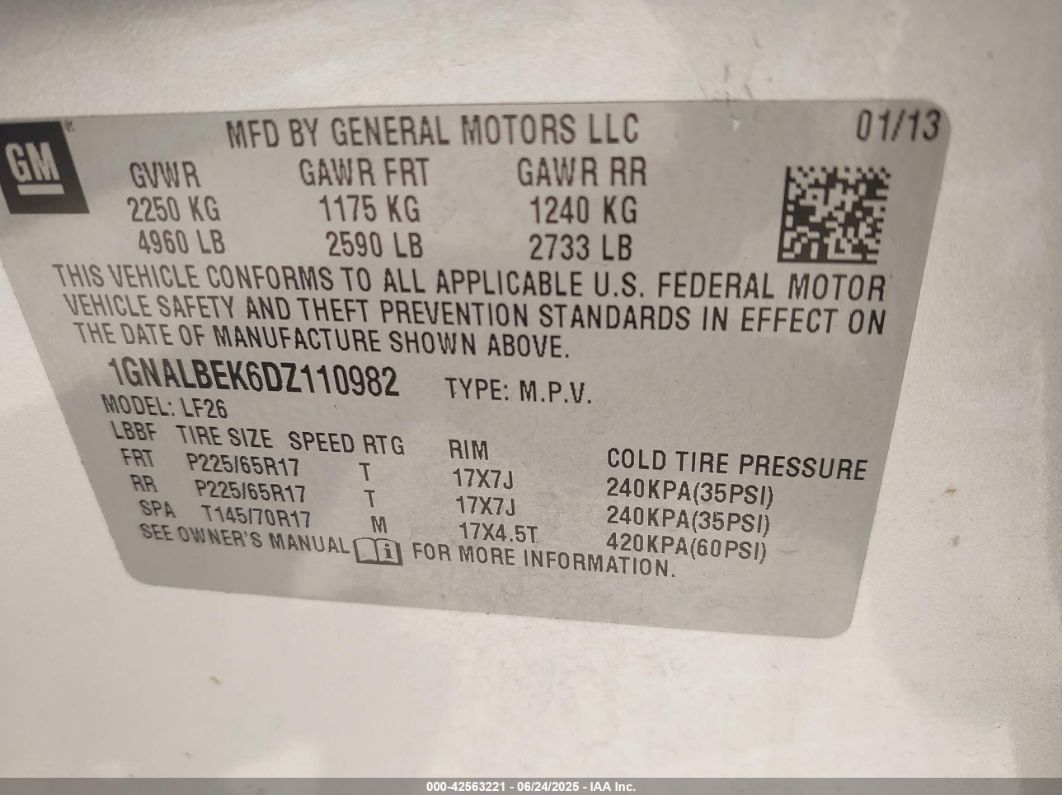 GM
MFD BY GENERAL MOTORS LLC 01/13
GVWR GAWR FRT GAWR RR
2250 KG 1175 KG 1240 KG
4960 LB 2590 LB 2733 LB
THIS VEHICLE CONFORMS TO ALL APPLICABLE U.S. FEDERAL MOTOR
VEHICLE SAFETY AND THEFT PREVENTION STANDARDS IN EFFECT ON
THE DATE OF MANUFACTURE SHOWN ABOVE.
1GNALBEK6DZ110982 TYPE: M.P.V.
MODEL: LF26
LBBF TIRE SIZE SPEED RTG RIM COLD TIRE PRESSURE
FRT P225/65R17 T 17X7J 240KPA(35PSI)
RR P225/65R17 T 17X7J 240KPA(35PSI)
SPA T145/70R17 M 17X4.5T 420KPA(60PSI)
SEE OWNER'S MANUAL i FOR MORE INFORMATION.
000-42563221 - 06/24/2025 - IAA Inc.